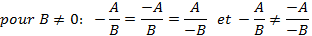 pour B ≠ 0: −A/B = −A/B = A/−B et −A/B ≠ −A/−B